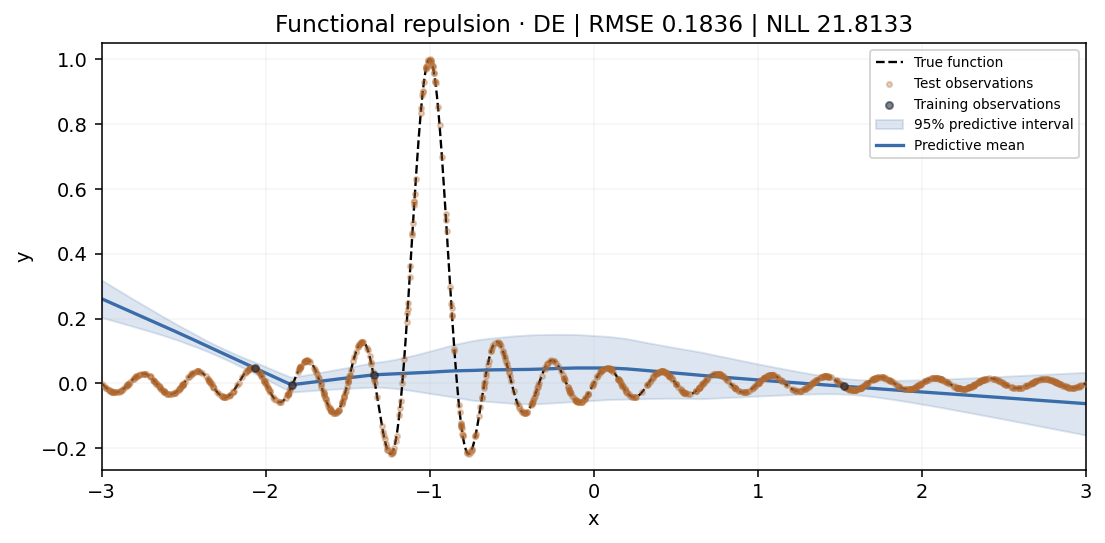 Functional repulsion · DE | RMSE 0.1836 | NLL 21.8133
True function
Test observations
Training observations
95% predictive interval
Predictive mean
y
1.0
0.8
0.6
0.4
0.2
0.0
−0.2
−3
−2
−1
0
1
2
3
x